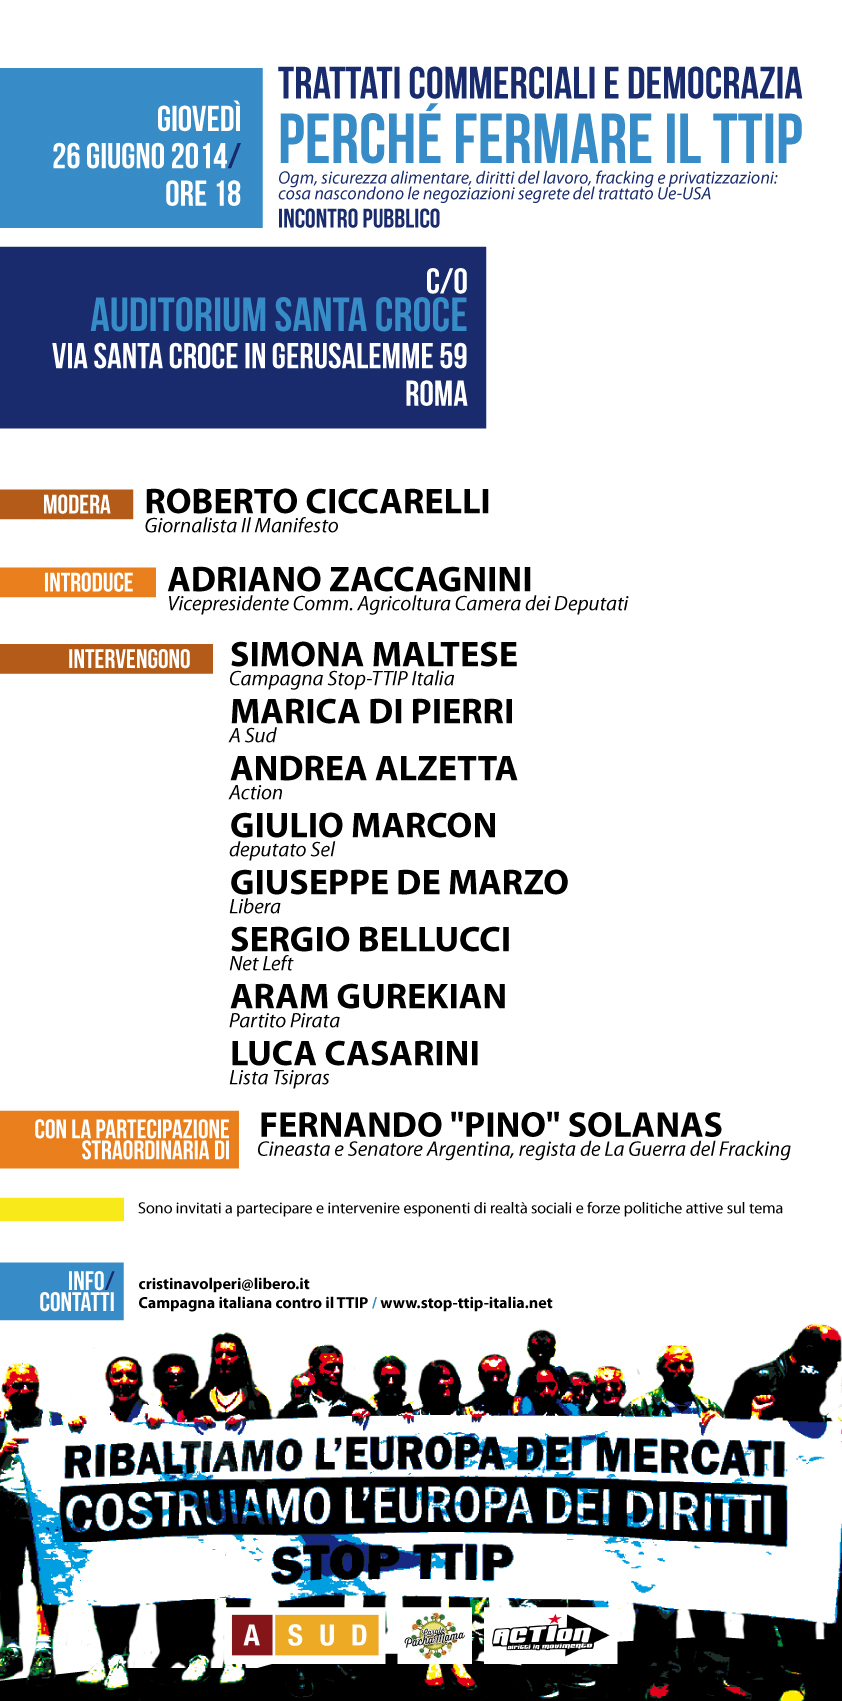 GIOVEDÌ
26 GIUGNO 2014/
ORE 18
TRATTATI COMMERCIALI E DEMOCRAZIA
PERCHÉ FERMARE IL TTIP
Ogm, sicurezza alimentare, diritti del lavoro, fracking e privatizzazioni:
cosa nascondono le negoziazioni segrete del trattato Ue-USA
INCONTRO PUBBLICO
C/O
AUDITORIUM SANTA CROCE
VIA SANTA CROCE IN GERUSALEMME 59
ROMA
MODERA
ROBERTO CICCARELLI
Giornalista Il Manifesto
INTRODUCE
ADRIANO ZACCAGNINI
Vicepresidente Comm. Agricoltura Camera dei Deputati
INTERVENGONO
SIMONA MALTESE
Campagna Stop-TTIP Italia
MARICA DI PIERRI
A Sud
ANDREA ALZETTA
Action
GIULIO MARCON
deputato Sel
GIUSEPPE DE MARZO
Libera
SERGIO BELLUCCI
Net Left
ARAM GUREKIAN
Partito Pirata
LUCA CASARINI
Lista Tsipras
CON LA PARTECIPAZIONE
STRAORDINARIA DI
FERNANDO "PINO" SOLANAS
Cineasta e Senatore Argentina, regista de La Guerra del Fracking
Sono invitati a partecipare e intervenire esponenti di realtà sociali e forze politiche attive sul tema
INFO/
CONTATTI
cristinavolperi@libero.it
Campagna italiana contro il TTIP / www.stop-ttip-italia.net
RIBALTIAMO L'EUROPA DEI MERCATI
COSTRUIAMO L'EUROPA DEI DIRITTI
STOP TTIP
A SUD
Casale
PachaMama
ACTION
DIRITTI IN MOVIMENTO